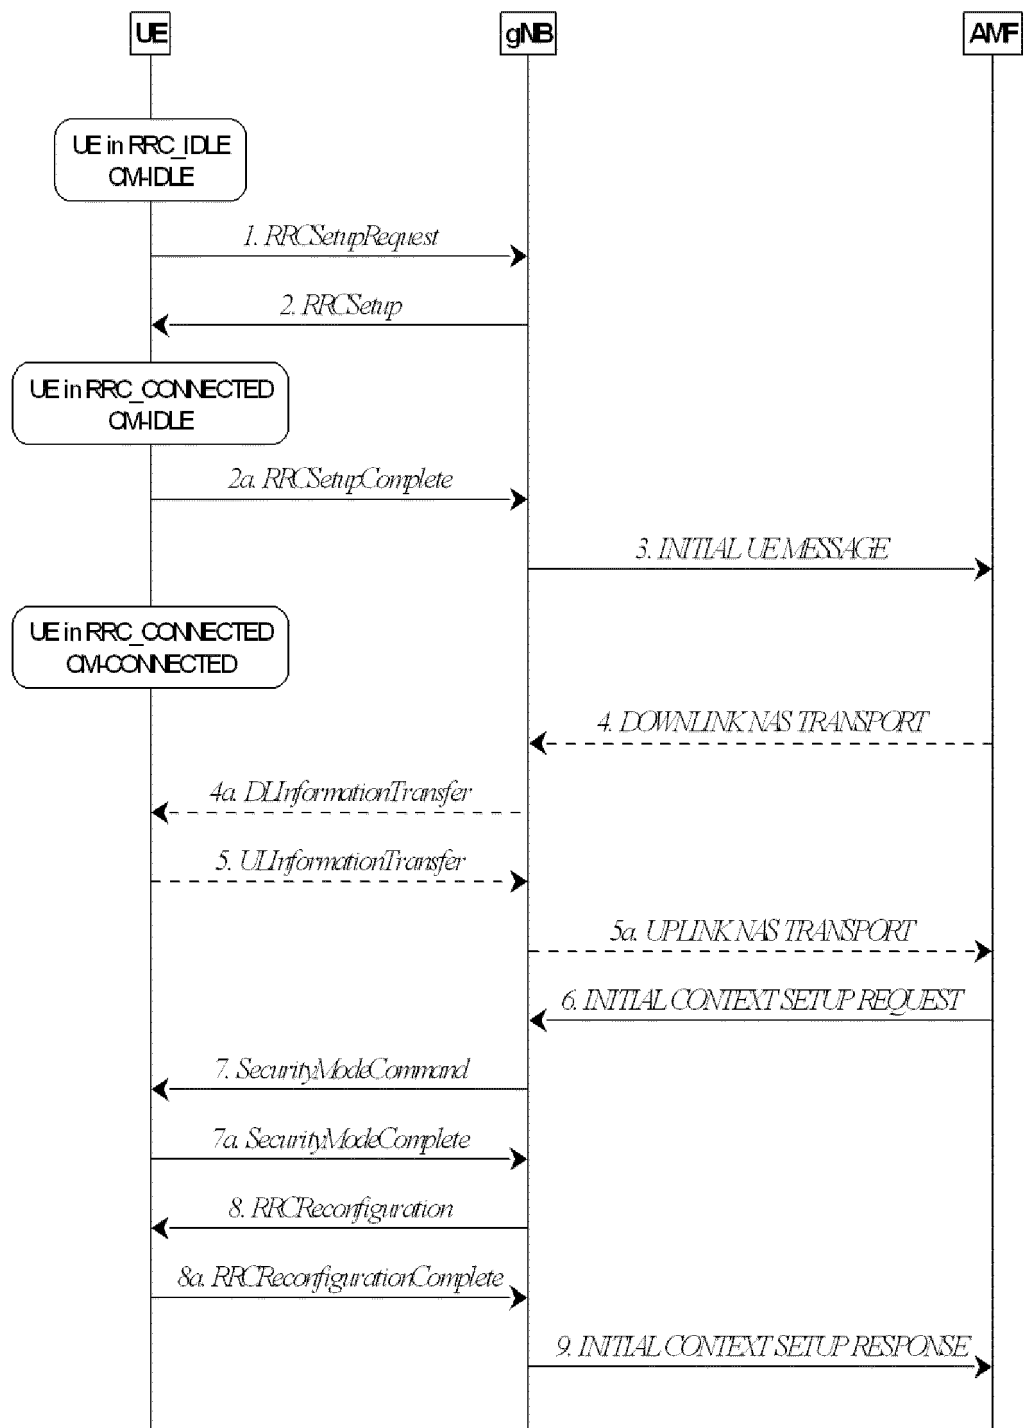 UE
gNB
AMF
UE in RRC_IDLE
CM-IDLE
1. RRCSetupRequest
2. RRCSetup
UE in RRC_CONNECTED
CM-IDLE
2a. RRCSetupComplete
3. INITIAL UE MESSAGE
UE in RRC_CONNECTED
CM-CONNECTED
4. DOWNLINK NAS TRANSPORT
4a. DLInformationTransfer
5. ULInformationTransfer
5a. UPLINK NAS TRANSPORT
6. INITIAL CONTEXT SETUP REQUEST
7. SecurityModeCommand
7a. SecurityModeComplete
8. RRCReconfiguration
8a. RRCReconfigurationComplete
9. INITIAL CONTEXT SETUP RESPONSE